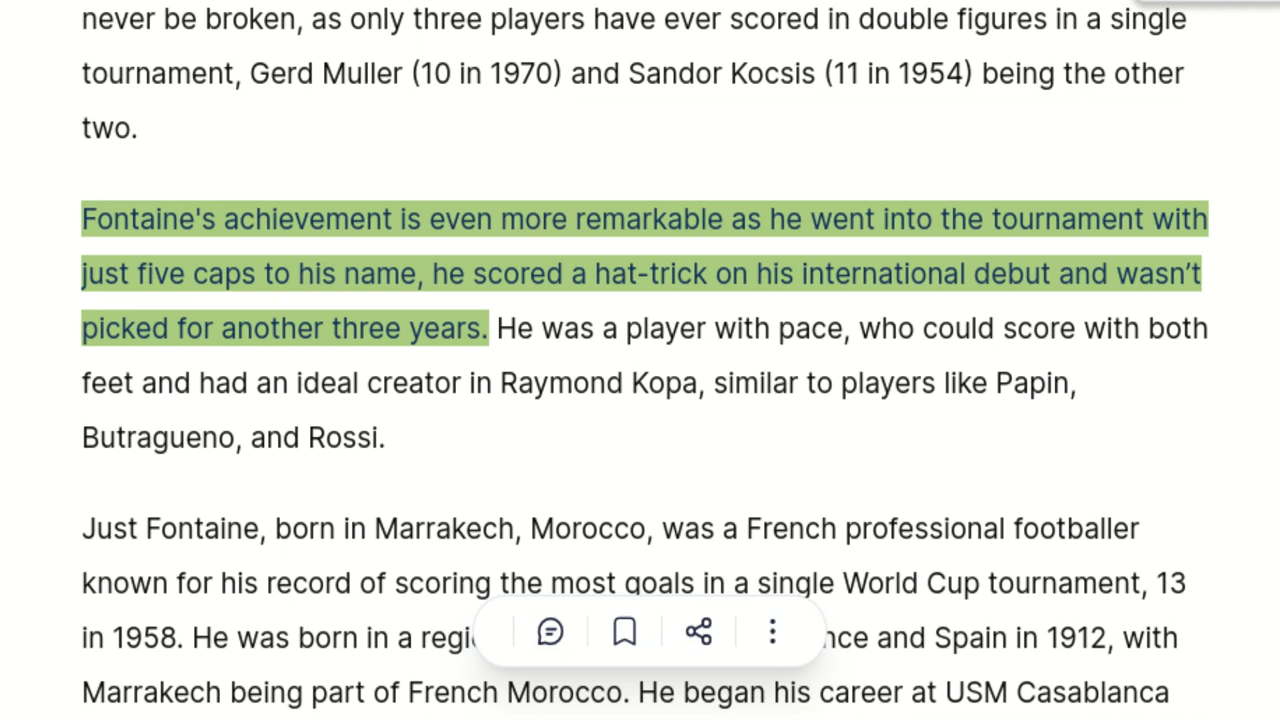 never be broken, as only three players have ever scored in double figures in a single
tournament, Gerd Muller (10 in 1970) and Sandor Kocsis (11 in 1954) being the other
two.
Fontaine's achievement is even more remarkable as he went into the tournament with
just five caps to his name, he scored a hat-trick on his international debut and wasn’t
picked for another three years. He was a player with pace, who could score with both
feet and had an ideal creator in Raymond Kopa, similar to players like Papin,
Butragueno, and Rossi.
Just Fontaine, born in Marrakech, Morocco, was a French professional footballer
known for his record of scoring the most goals in a single World Cup tournament, 13
in 1958. He was born in a and Spain in 1912, with
Marrakech being part of French Morocco. He began his career at USM Casablanca